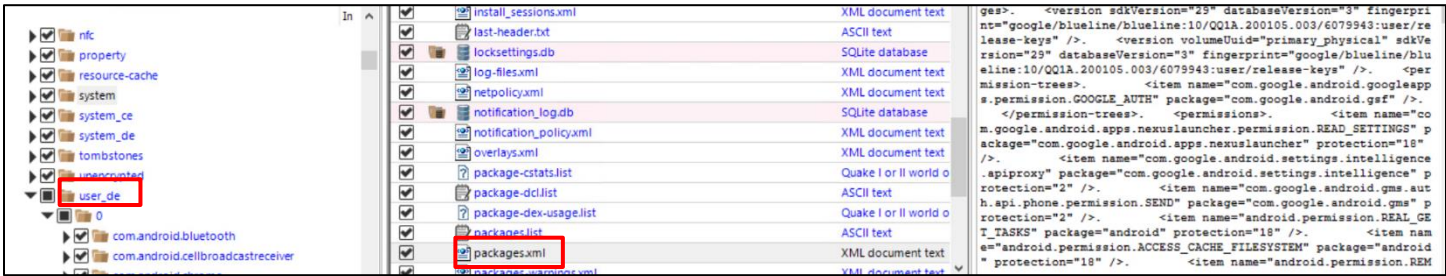 In
nfc
property
resource-cache
system
system_ce
system_de
tombstones
unencrypted
user_de
0
com.android.bluetooth
com.android.cellbroadcastreceiver
install_sessions.xml XML document text
last-header.txt ASCII text
locksettings.db SQLite database
log-files.xml XML document text
netpolicy.xml XML document text
notification_log.db SQLite database
notification_policy.xml XML document text
overlays.xml XML document text
package-cstats.list Quake I or II world o
package-dcl.list ASCII text
package-dex-usage.list Quake I or II world o
packages.list ASCII text
packages.xml XML document text
packages-warnings.xml XML document text
ges>. <version sdkVersion="29" databaseVersion="3" fingerpri
nt="google/blueline/blueline:10/QQ1A.200105.003/6079943:user/re
lease-keys" />. <version volumeUuid="primary_physical" sdkVe
rsion="29" databaseVersion="3" fingerprint="google/blueline/blu
eline:10/QQ1A.200105.003/6079943:user/release-keys" />. <per
mission-trees>. <item name="com.google.android.googleapp
s.permission.GOOGLE_AUTH" package="com.google.android.gsf" />.
</permission-trees>. <permissions>. <item name="co
m.google.android.apps.nexuslauncher.permission.READ_SETTINGS" p
ackage="com.google.android.apps.nexuslauncher" protection="18"
/>. <item name="com.google.android.settings.intelligence
.apiproxy" package="com.google.android.settings.intelligence" p
rotection="2" />. <item name="com.google.android.gms.aut
h.api.phone.permission.SEND" package="com.google.android.gms" p
rotection="2" />. <item name="android.permission.REAL_GE
T_TASKS" package="android" protection="18" />. <item nam
e="android.permission.ACCESS_CACHE_FILESYSTEM" package="android
" protection="18" />. <item name="android.permission.REM